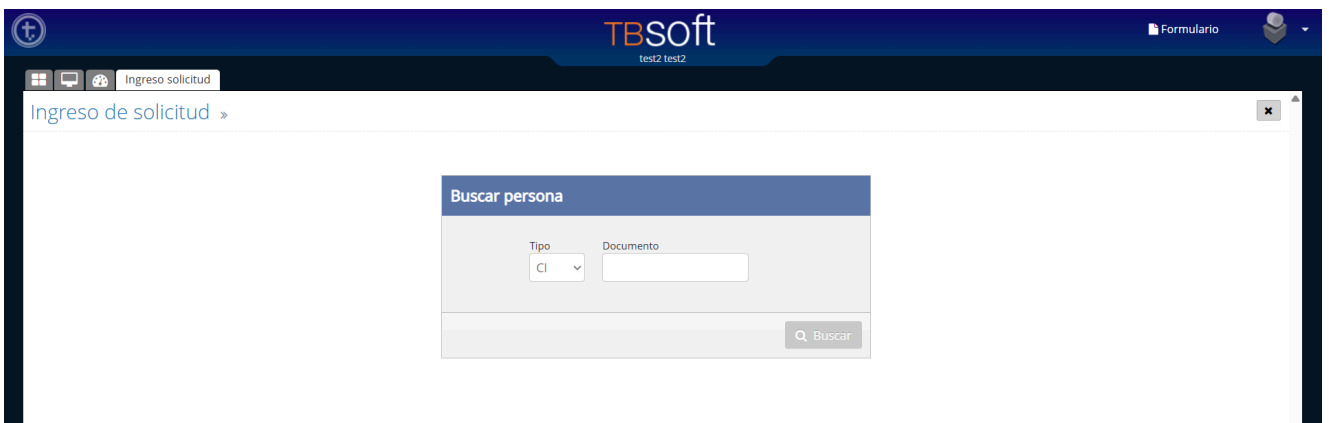 TBsoft
Formulario
test2 test2
Ingreso solicitud
Ingreso de solicitud »
Buscar persona
Tipo
Documento
CI
Buscar